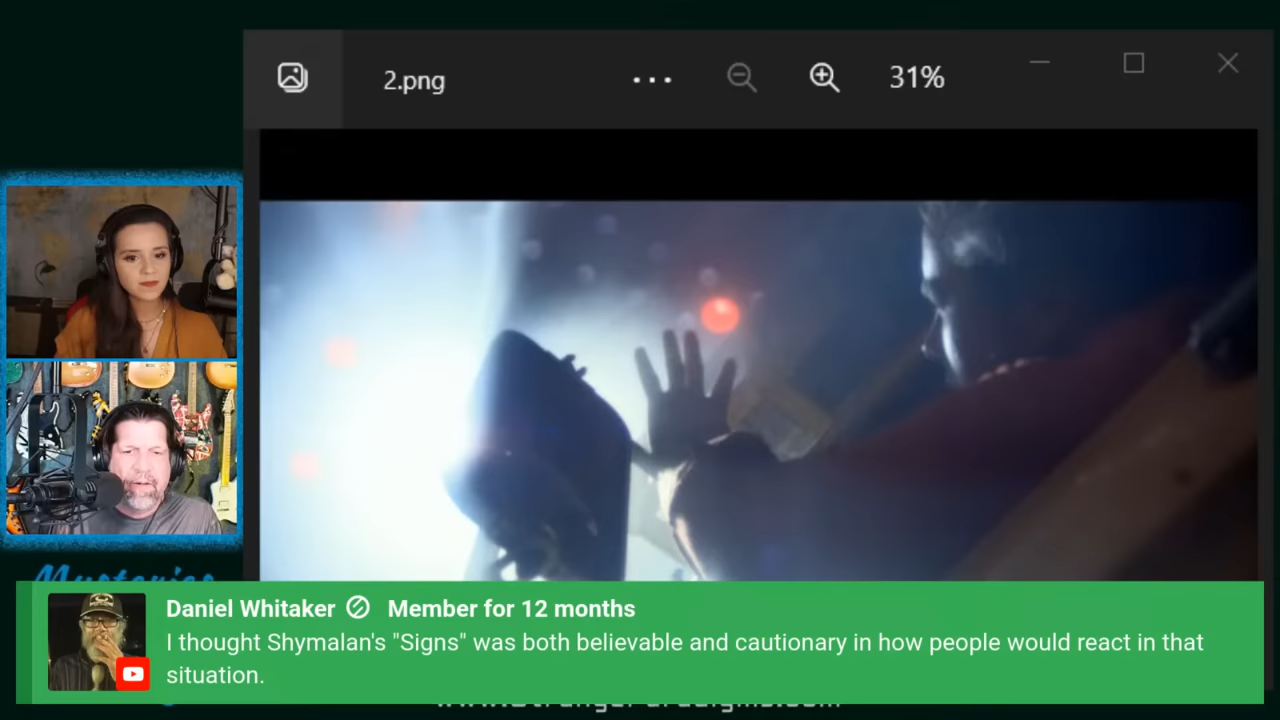 2.png
31%
Mysteries
Daniel Whitaker Member for 12 months
I thought Shymalan's "Signs" was both believable and cautionary in how people would react in that
situation.